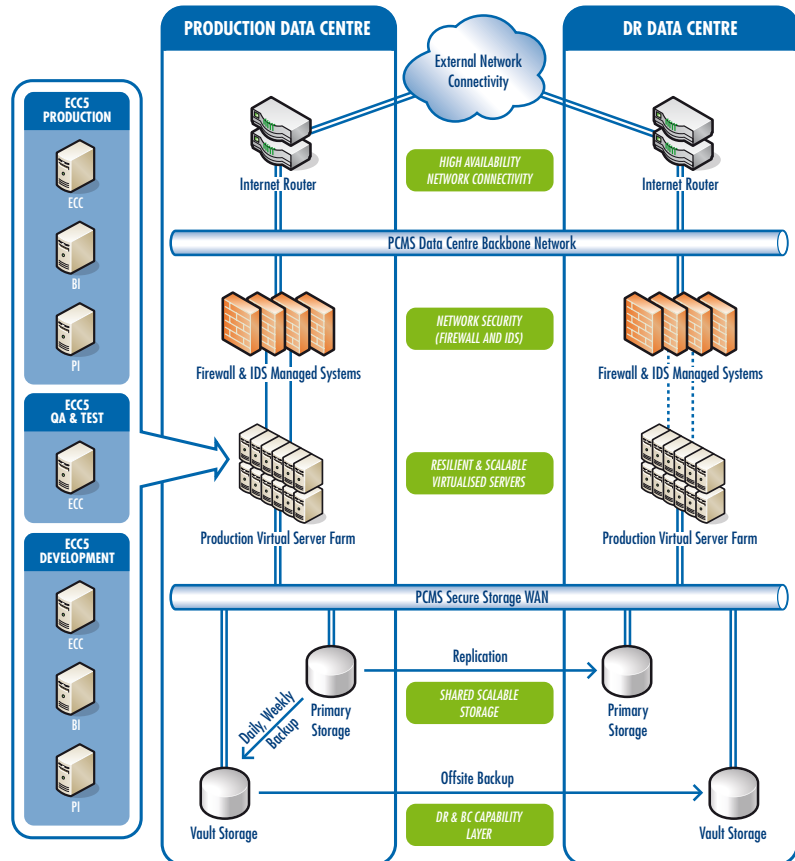 PRODUCTION DATA CENTRE
DR DATA CENTRE
External Network
Connectivity
ECC5
PRODUCTION
ECC
BI
PI
ECC5
QA & TEST
ECC
ECC5
DEVELOPMENT
ECC
BI
PI
Internet Router
HIGH AVAILABILITY
NETWORK CONNECTIVITY
Internet Router
PCMS Data Centre Backbone Network
NETWORK SECURITY
(FIREWALL AND IDS)
Firewall & IDS Managed Systems
Firewall & IDS Managed Systems
RESILIENT & SCALABLE
VIRTUALISED SERVERS
Production Virtual Server Farm
Production Virtual Server Farm
PCMS Secure Storage WAN
Replication
Primary
Storage
SHARED SCALABLE
STORAGE
Primary
Storage
Daily, Weekly
Backup
Offsite Backup
Vault Storage
DR & BC CAPABILITY
LAYER
Vault Storage